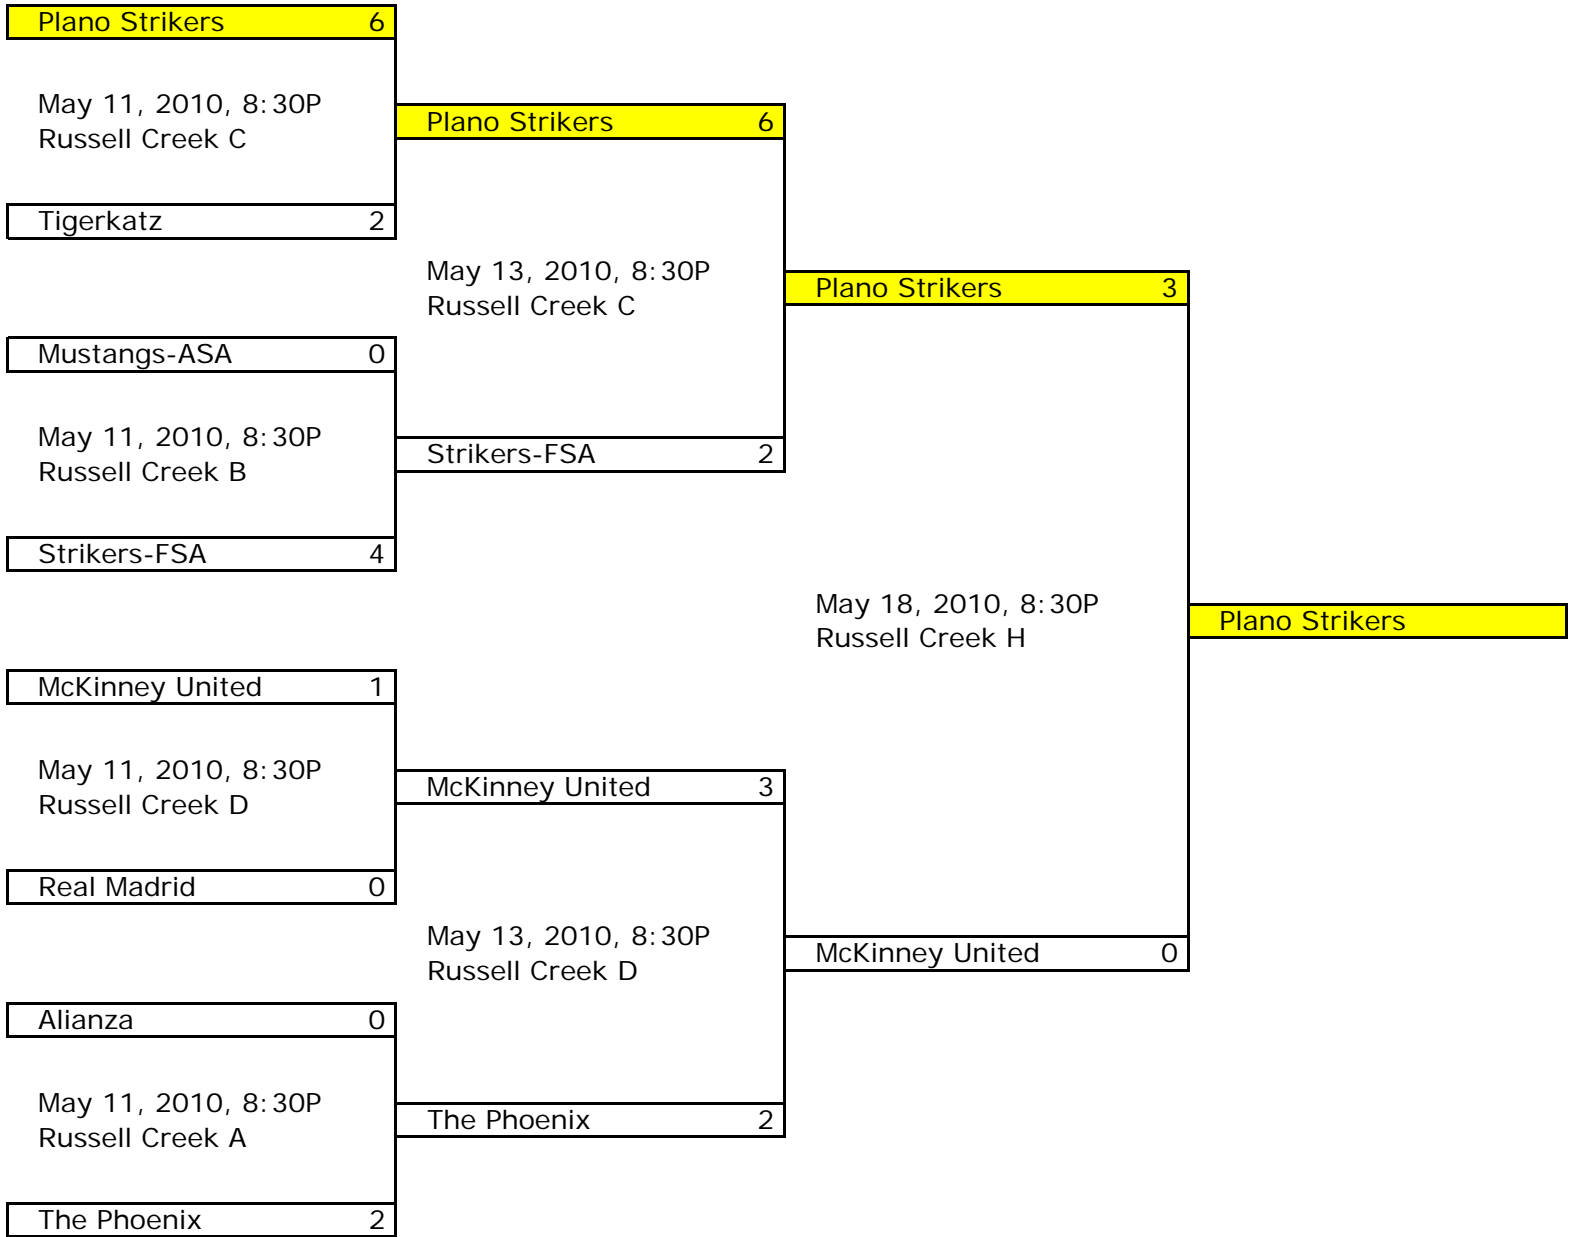 Plano Strikers 6
May 11, 2010, 8:30P
Russell Creek C
Tigerkatz 2
Mustangs-ASA 0
May 11, 2010, 8:30P
Russell Creek B
Strikers-FSA 4
McKinney United 1
May 11, 2010, 8:30P
Russell Creek D
Real Madrid 0
Alianza 0
May 11, 2010, 8:30P
Russell Creek A
The Phoenix 2
Plano Strikers 6
May 13, 2010, 8:30P
Russell Creek C
Strikers-FSA 2
McKinney United 3
May 13, 2010, 8:30P
Russell Creek D
The Phoenix 2
Plano Strikers 3
May 18, 2010, 8:30P
Russell Creek H
McKinney United 0
Plano Strikers